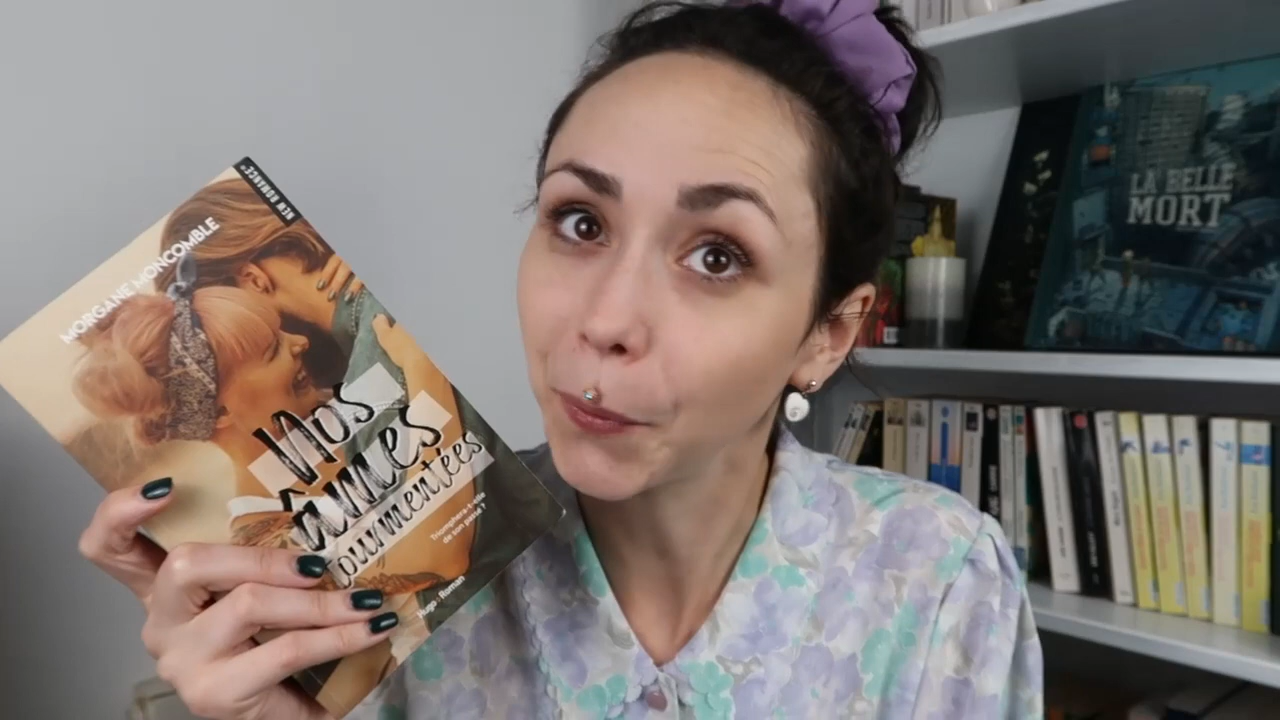 NEW ROMANCE®
MORGANE MONCOMBLE
Nos
âmes
tourmentées
Triomphera-t-elle
de son passé ?
Hugo · Roman
LA BELLE
MORT